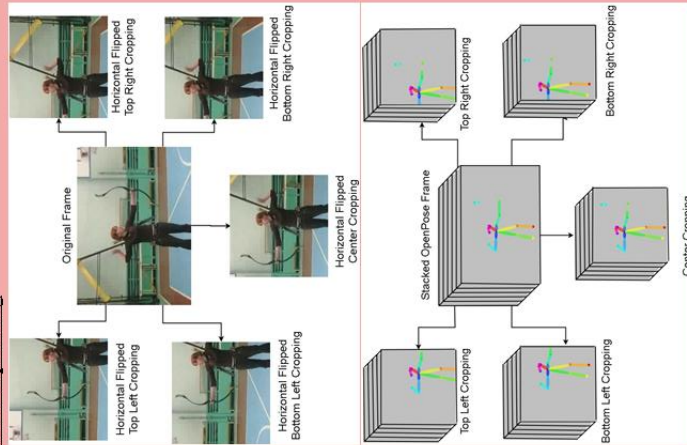 Horizontal Flipped
Top Right Cropping
Horizontal Flipped
Bottom Right Cropping
Original Frame
Horizontal Flipped
Center Cropping
Horizontal Flipped
Top Left Cropping
Horizontal Flipped
Bottom Left Cropping
Top Right Cropping
Bottom Right Cropping
Stacked OpenPose Frame
Center Cropping
Top Left Cropping
Bottom Left Cropping